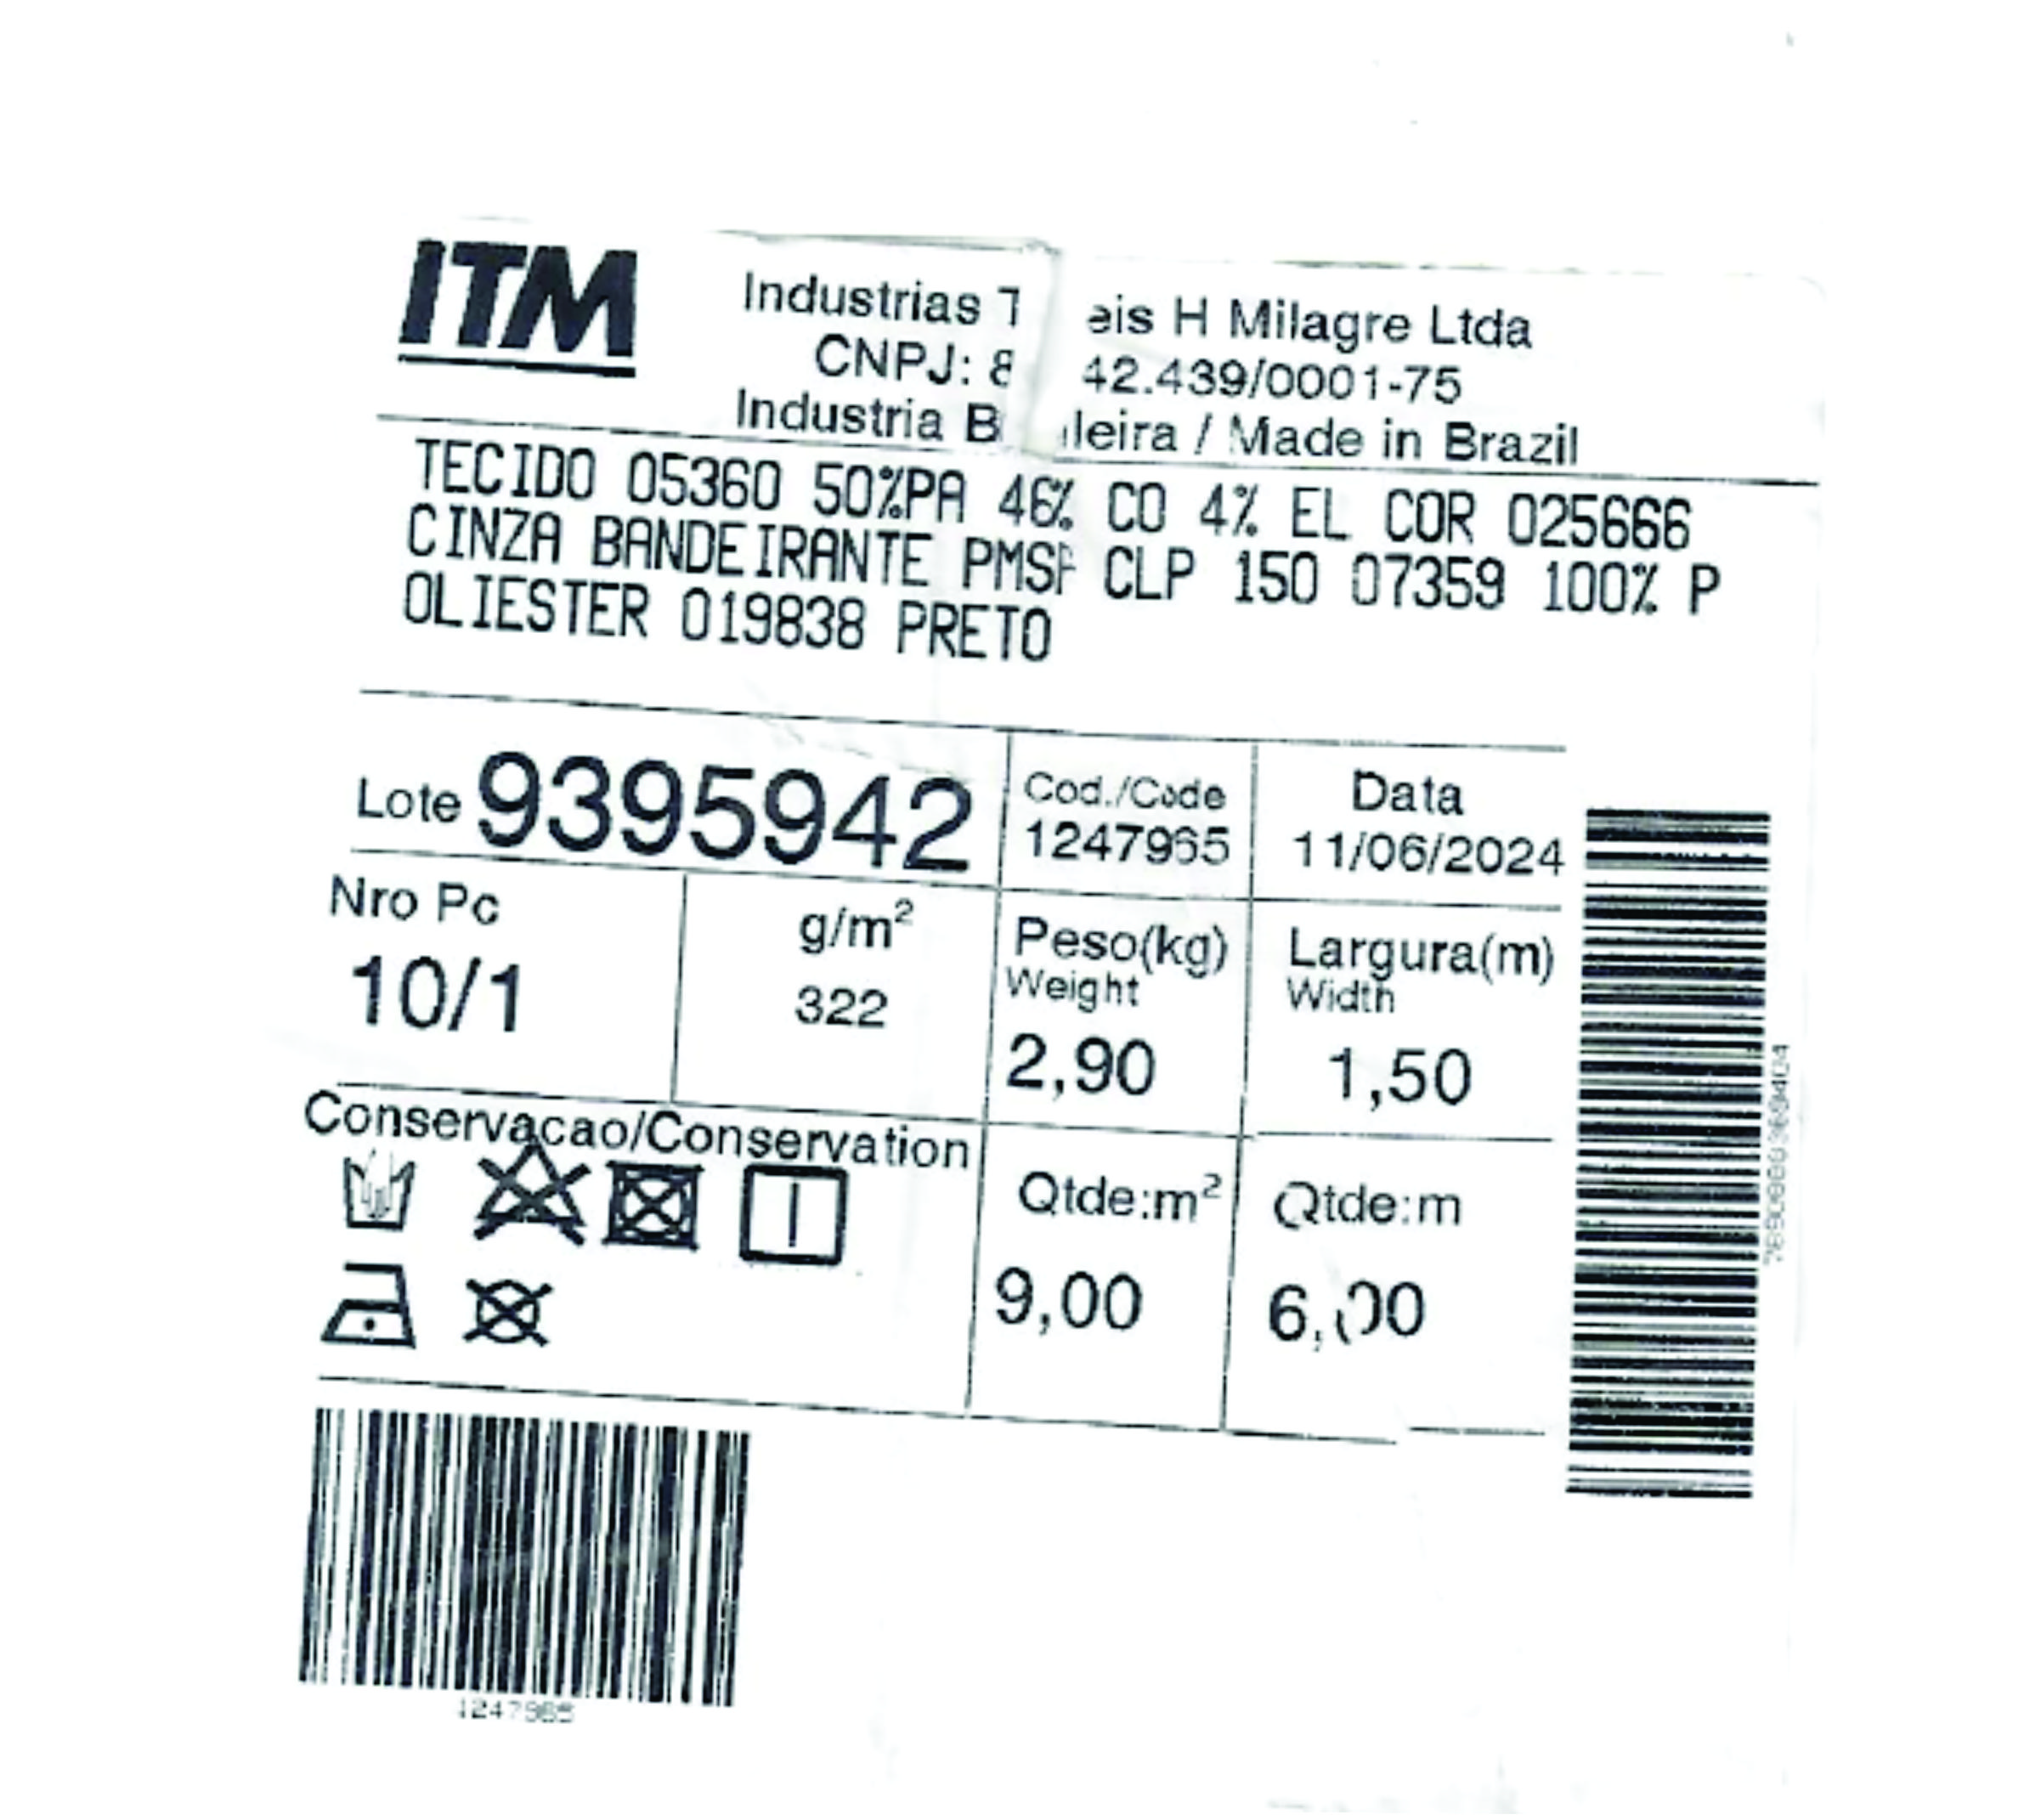 ITM
Industrias T eis H Milagre Ltda
CNPJ: 8 42.439/0001-75
Industria B leira / Made in Brazil
TECIDO 05360 50%PA 46% CO 4% EL COR 025666
CINZA BANDEIRANTE PMSP CLP 150 07359 100% P
OLIESTER 019838 PRETO
Lote 9395942
Cod./Code
1247965
Data
11/06/2024
Nro Pc
10/1
g/m²
322
Peso(kg)
Weight
2,90
Largura(m)
Width
1,50
Conservacao/Conservation
Qtde:m²
9,00
Qtde:m
6,00
1247965